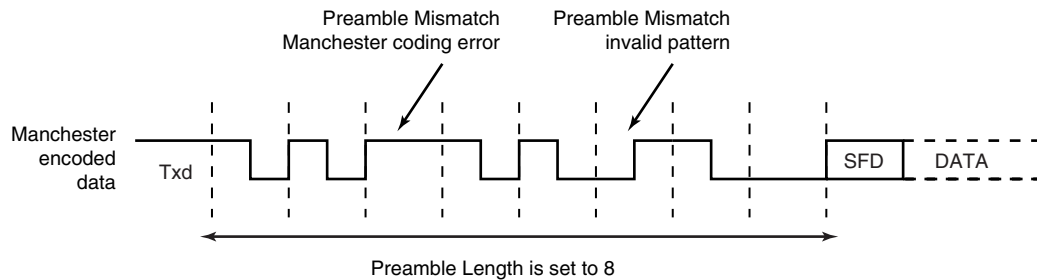 Preamble Mismatch
Manchester coding error
Preamble Mismatch
invalid pattern
Manchester
encoded
data
Txd
SFD
DATA
Preamble Length is set to 8